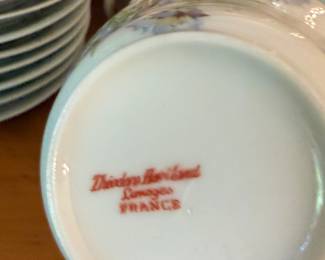 Theodore Haviland
Limoges
FRANCE